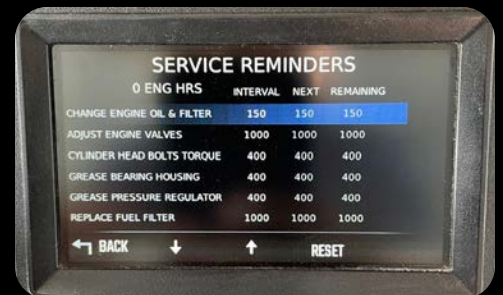 SERVICE REMINDERS
0 ENG HRS INTERVAL NEXT REMAINING
CHANGE ENGINE OIL & FILTER 150 150 150
ADJUST ENGINE VALVES 1000 1000 1000
CYLINDER HEAD BOLTS TORQUE 400 400 400
GREASE BEARING HOUSING 400 400 400
GREASE PRESSURE REGULATOR 400 400 400
REPLACE FUEL FILTER 1000 1000 1000
BACK RESET